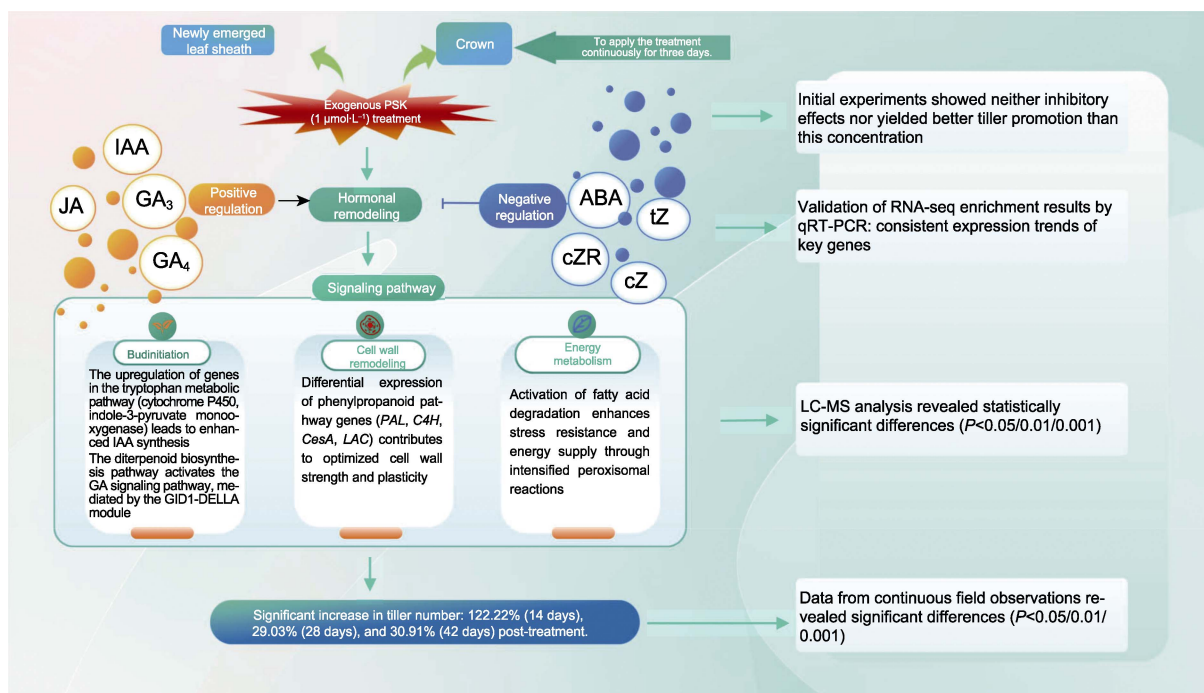 Newly emerged
leaf sheath
Crown
To apply the treatment
continuously for three days.
Exogenous PSK
(1 μmol·L⁻¹) treatment
Initial experiments showed neither inhibitory
effects nor yielded better tiller promotion than
this concentration
IAA
JA
GA₃
GA₄
Positive
regulation
Hormonal
remodeling
Negative
regulation
ABA
tZ
cZR
cZ
Validation of RNA-seq enrichment results by
qRT-PCR: consistent expression trends of
key genes
Signaling pathway
Budinitiation
The upregulation of genes
in the tryptophan metabolic
pathway (cytochrome P450,
indole-3-pyruvate monoo-
xygenase) leads to enhan-
ced IAA synthesis
The diterpenoid biosynthe-
sis pathway activates the
GA signaling pathway, me-
diated by the GID1-DELLA
module
Cell wall
remodeling
Differential expression
of phenylpropanoid pat-
hway genes (PAL, C4H,
CesA, LAC) contributes
to optimized cell wall
strength and plasticity
Energy
metabolism
Activation of fatty acid
degradation enhances
stress resistance and
energy supply through
intensified peroxisomal
reactions
LC-MS analysis revealed statistically
significant differences (P<0.05/0.01/0.001)
Significant increase in tiller number: 122.22% (14 days),
29.03% (28 days), and 30.91% (42 days) post-treatment.
Data from continuous field observations re-
vealed significant differences (P<0.05/0.01/
0.001)